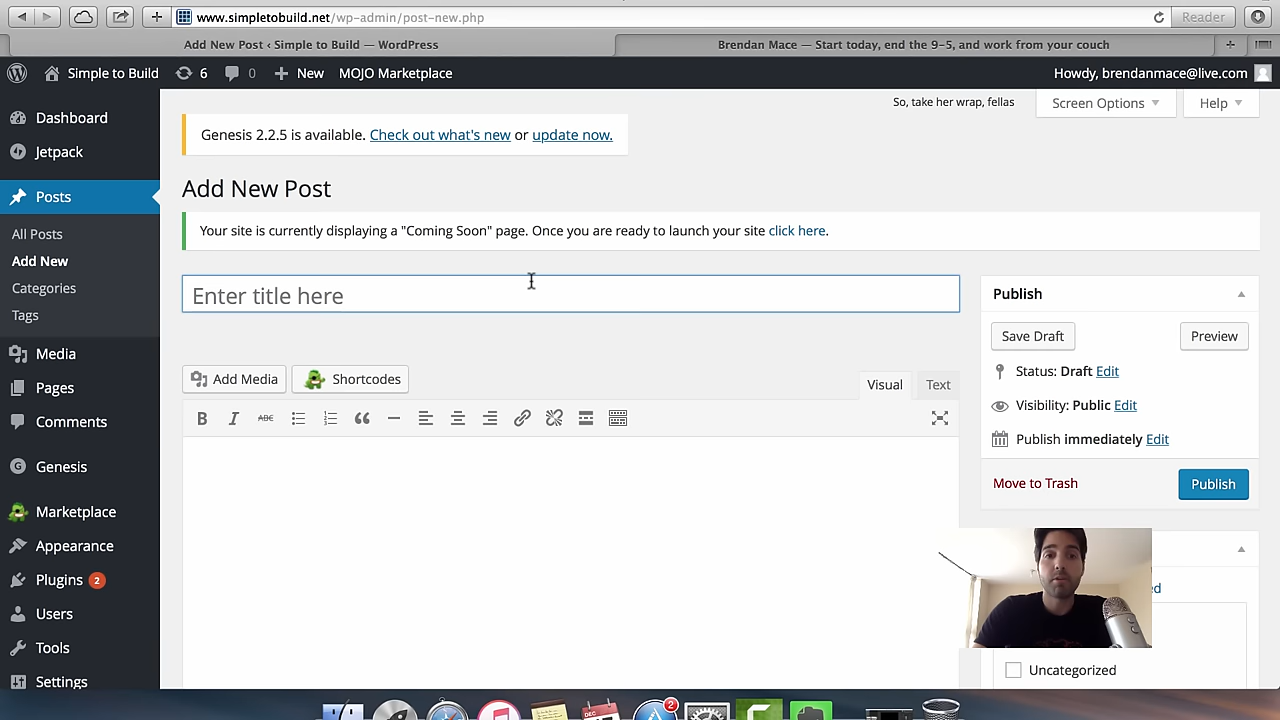 www.simpletobuild.net/wp-admin/post-new.php
Reader
Add New Post ‹ Simple to Build — WordPress
Brendan Mace — Start today, end the 9-5, and work from your couch
Simple to Build
6
0
New
MOJO Marketplace
Howdy, brendanmace@live.com
So, take her wrap, fellas
Screen Options
Help
Dashboard
Jetpack
Posts
All Posts
Add New
Categories
Tags
Media
Pages
Comments
Genesis
Marketplace
Appearance
Plugins 2
Users
Tools
Settings
Genesis 2.2.5 is available. Check out what's new or update now.
Add New Post
Your site is currently displaying a "Coming Soon" page. Once you are ready to launch your site click here.
Enter title here
Add Media
Shortcodes
Visual
Text
B I ABC
Publish
Save Draft
Preview
Status: Draft Edit
Visibility: Public Edit
Publish immediately Edit
Move to Trash
Publish
Uncategorized
DEC
2